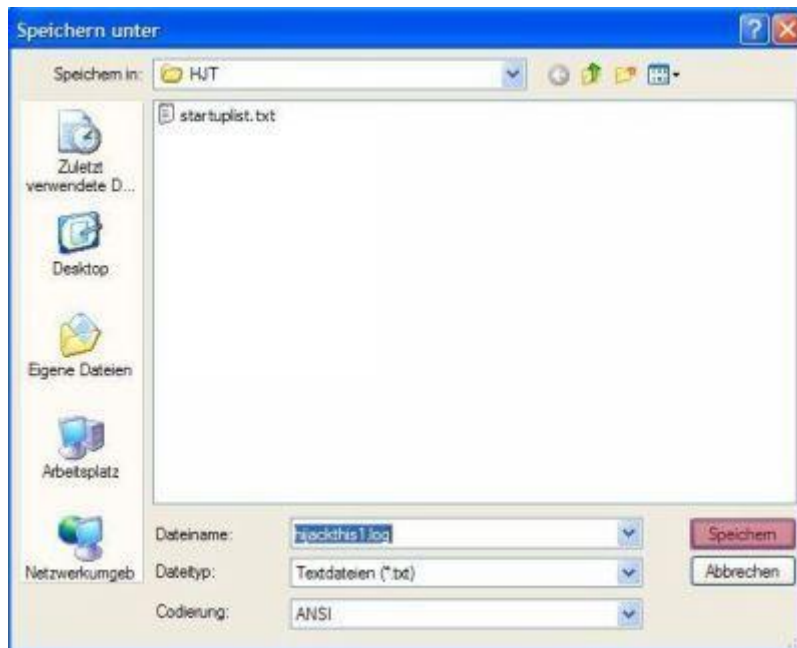 Speichern unter
Speichern in:
HJT
startuplist.txt
Zuletzt
verwendete D...
Desktop
Eigene Dateien
Arbeitsplatz
Netzwerkumgeb
Dateiname:
hijackthis1.log
Speichern
Dateityp:
Textdateien (*.txt)
Abbrechen
Codierung:
ANSI